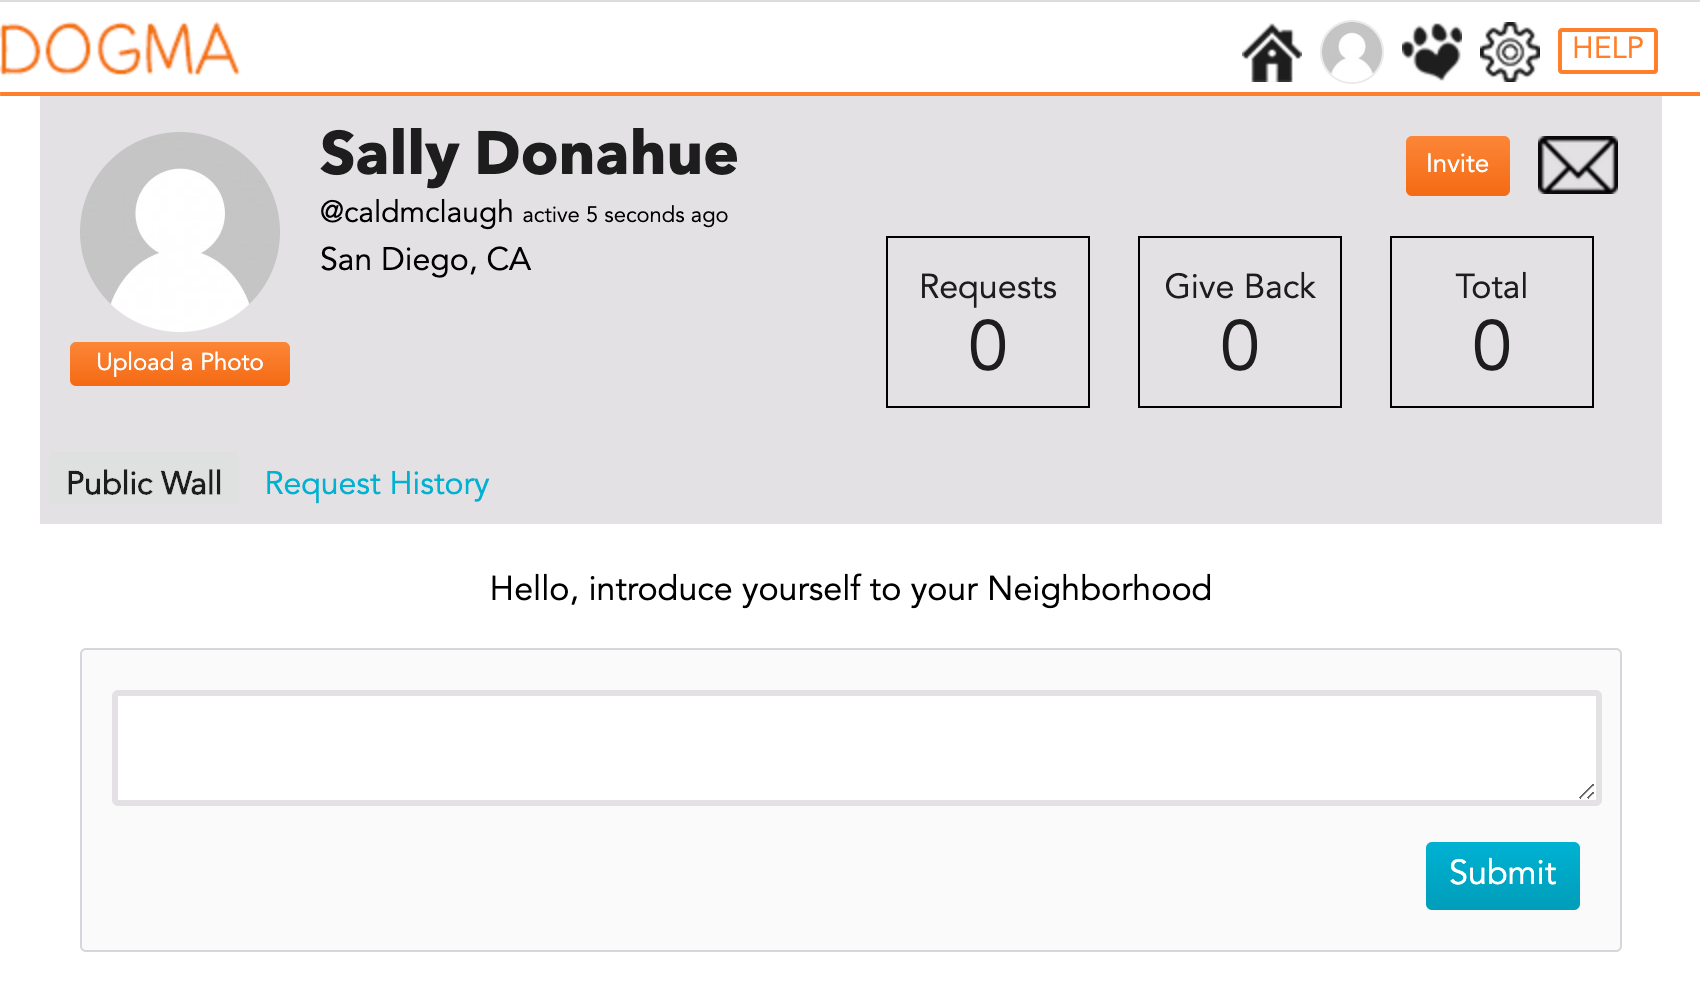 DOGMA
HELP
Sally Donahue
@caldmclaugh active 5 seconds ago
San Diego, CA
Upload a Photo
Invite
Requests
0
Give Back
0
Total
0
Public Wall
Request History
Hello, introduce yourself to your Neighborhood
Submit